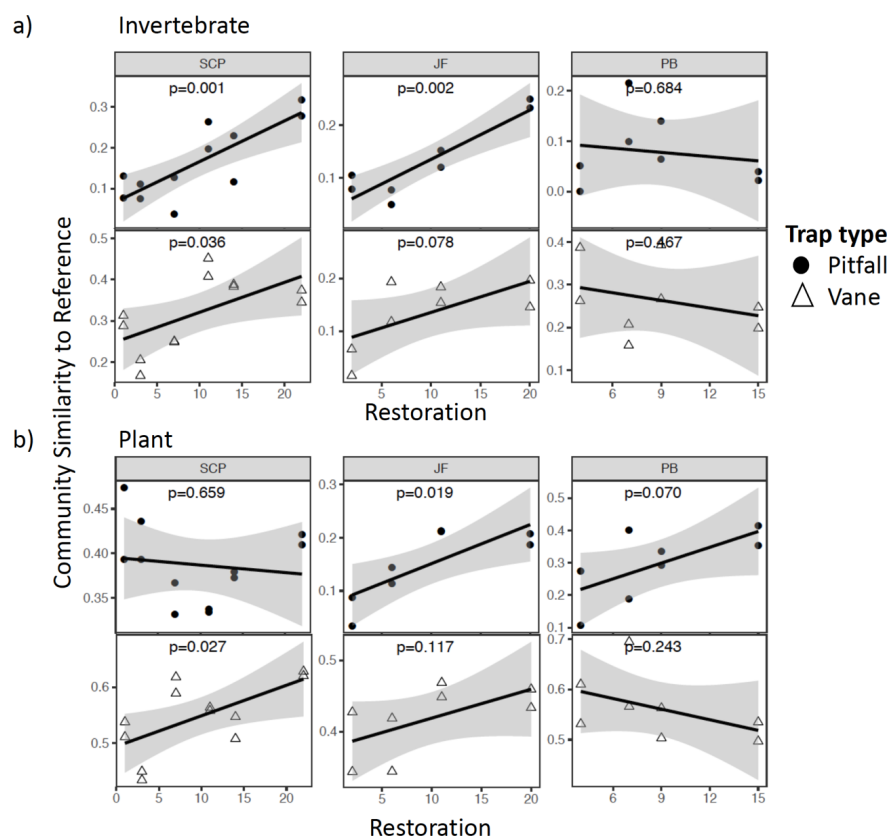 a) Invertebrate
SCP JF PB
p=0.001 p=0.002 p=0.684
0.3 0.2 0.1
0.2 0.1
0.2 0.1 0.0
p=0.036 p=0.078 p=0.467
0.5 0.4 0.3 0.2
0.2 0.1
0.4 0.3 0.2 0.1
0 5 10 15 20
0 5 10 15 20
6 9 12 15
Restoration
Community Similarity to Reference
Trap type
Pitfall
Vane
b) Plant
SCP JF PB
p=0.659 p=0.019 p=0.070
0.45 0.40 0.35
0.3 0.2 0.1
0.5 0.4 0.3 0.2 0.1
p=0.027 p=0.117 p=0.243
0.6 0.5
0.5 0.4
0.7 0.6 0.5
0 5 10 15 20
0 5 10 15 20
6 9 12 15
Restoration